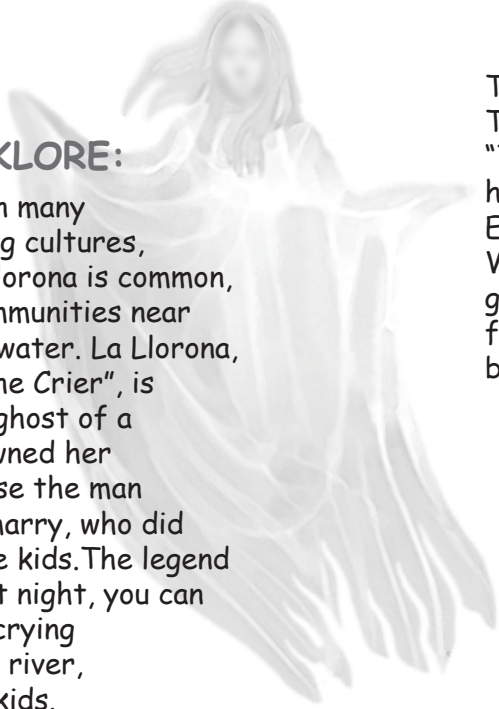 KLORE:
n many
g cultures,
lorona is common,
mmunities near
water. La Llorona,
he Crier", is
ghost of a
wned her
se the man
marry, who did
e kids.The legend
t night, you can
crying
river,
kids.
T
T
"
h
E
W
g
f
b